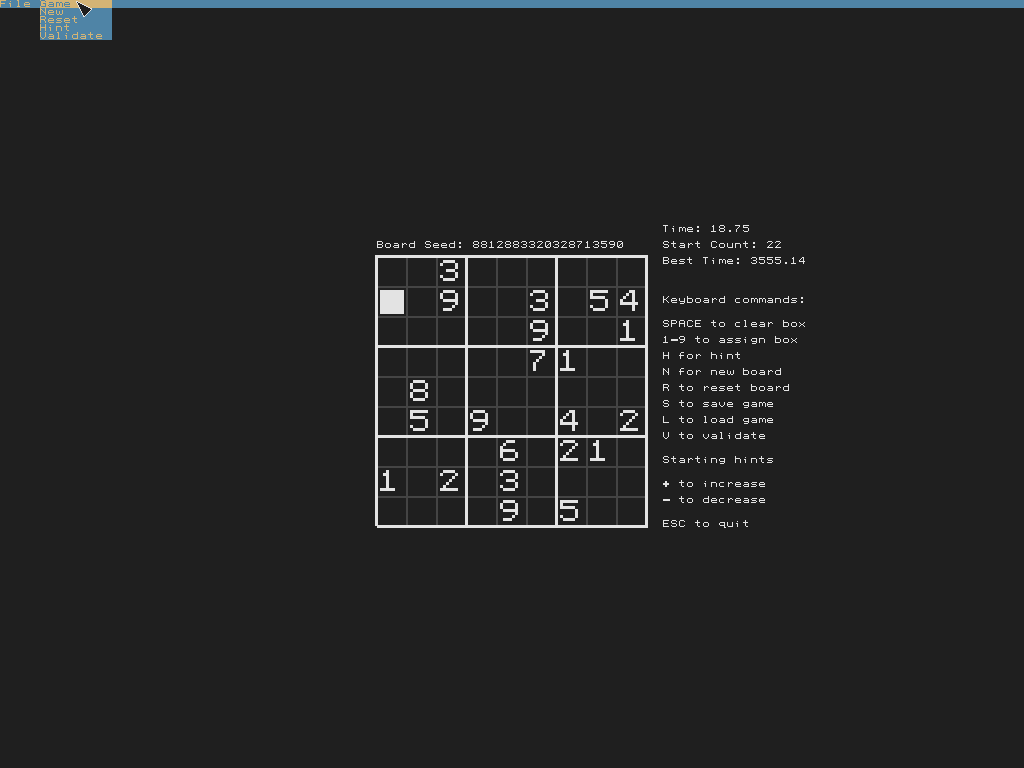 File Game
New
Reset
Hint
Validate
Time: 18.75
Board Seed: 8812883320328713590
Start Count: 22
Best Time: 3555.14
3
9 3 5 4
9 1
7 1
8
5 9 4 2
6 2 1
1 2 3
9 5
Keyboard commands:
SPACE to clear box
1-9 to assign box
H for hint
N for new board
R to reset board
S to save game
L to load game
V to validate
Starting hints
+ to increase
- to decrease
ESC to quit